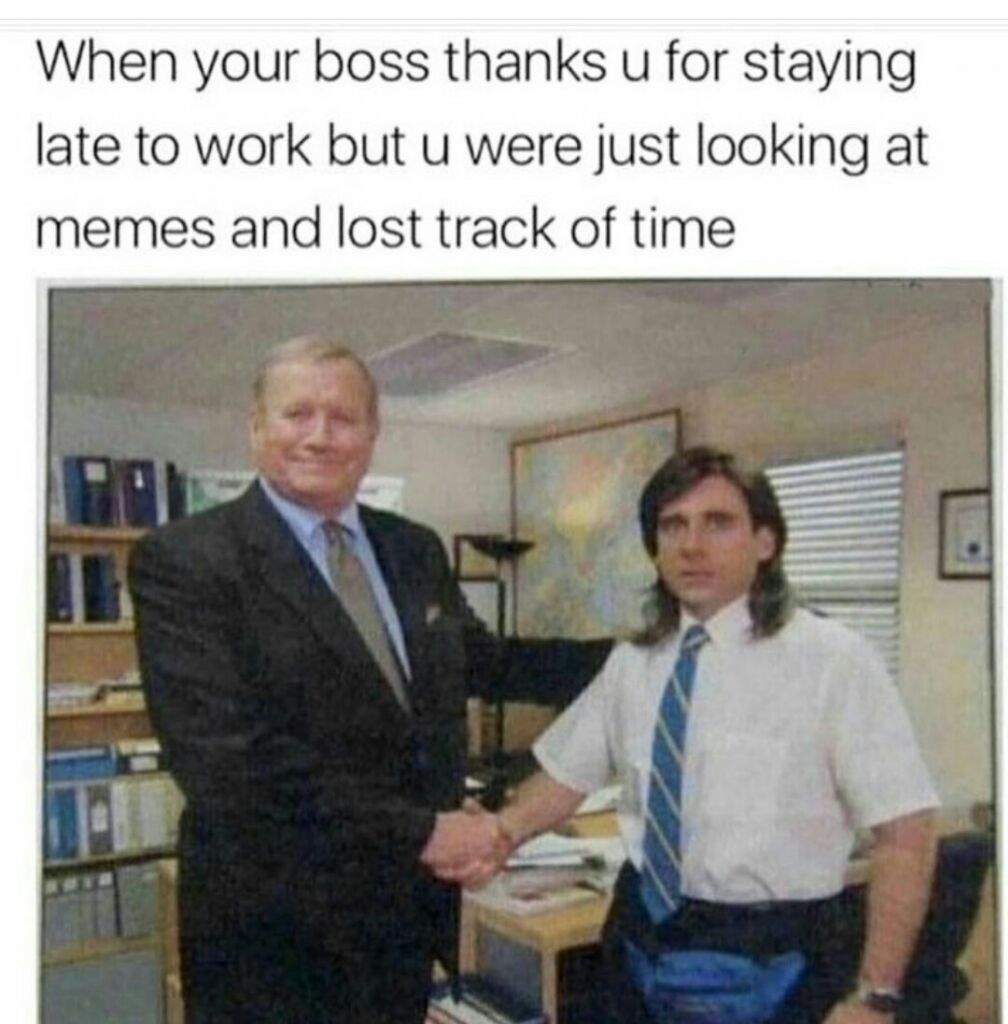 When your boss thanks u for staying
late to work but u were just looking at
memes and lost track of time